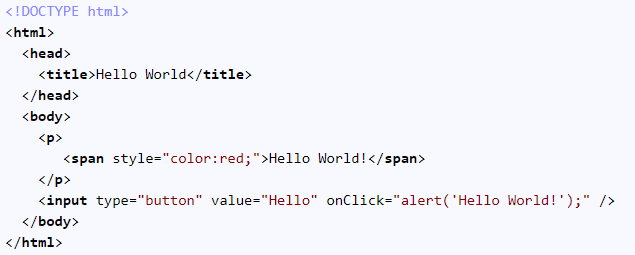 <!DOCTYPE html>
<html>
  <head>
    <title>Hello World</title>
  </head>
  <body>
    <p>
       <span style="color:red;">Hello World!</span>
    </p>
    <input type="button" value="Hello" onClick="alert('Hello World!');" />
  </body>
</html>